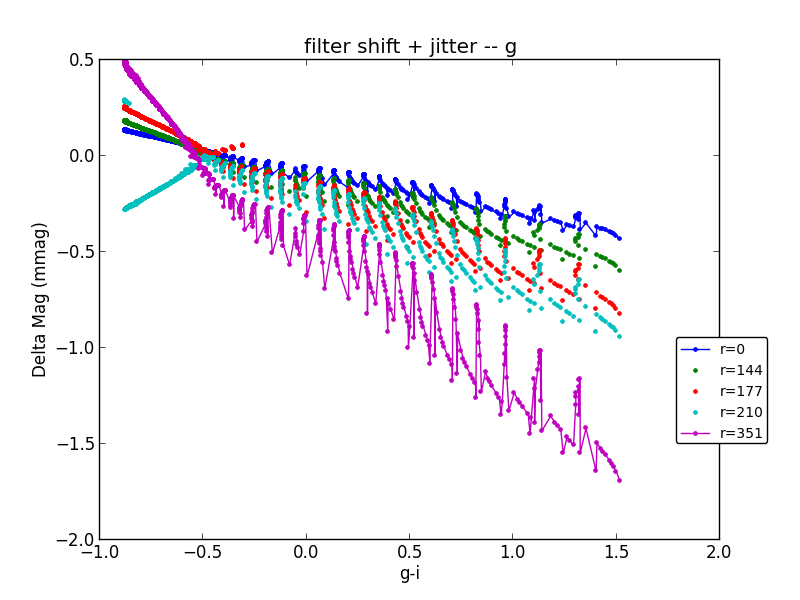 filter shift + jitter -- g
Delta Mag (mmag)
0.5
0.0
−0.5
−1.0
−1.5
−2.0
−1.0
−0.5
0.0
0.5
1.0
1.5
2.0
g-i
r=0
r=144
r=177
r=210
r=351